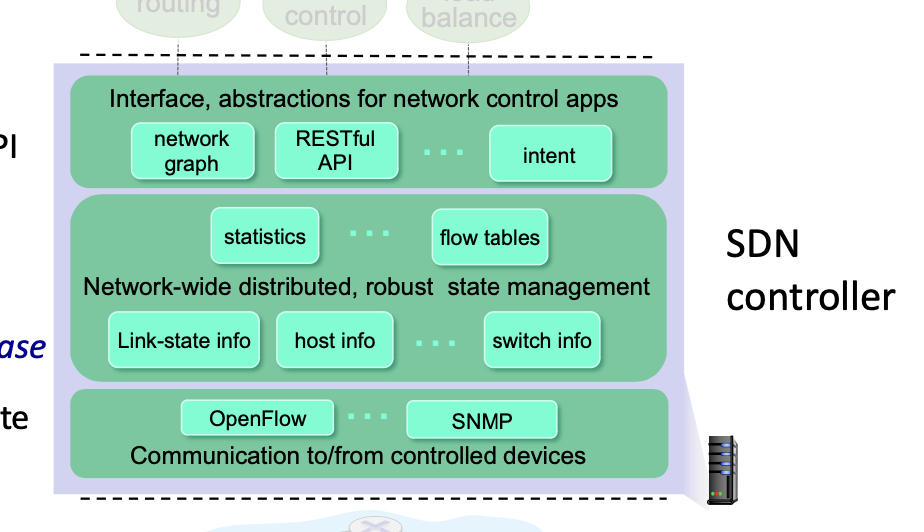 routing
control
balance
Interface, abstractions for network control apps
network
graph
RESTful
API
...
intent
statistics
...
flow tables
Network-wide distributed, robust state management
Link-state info
host info
...
switch info
OpenFlow
...
SNMP
Communication to/from controlled devices
SDN
controller
PI
ase
te